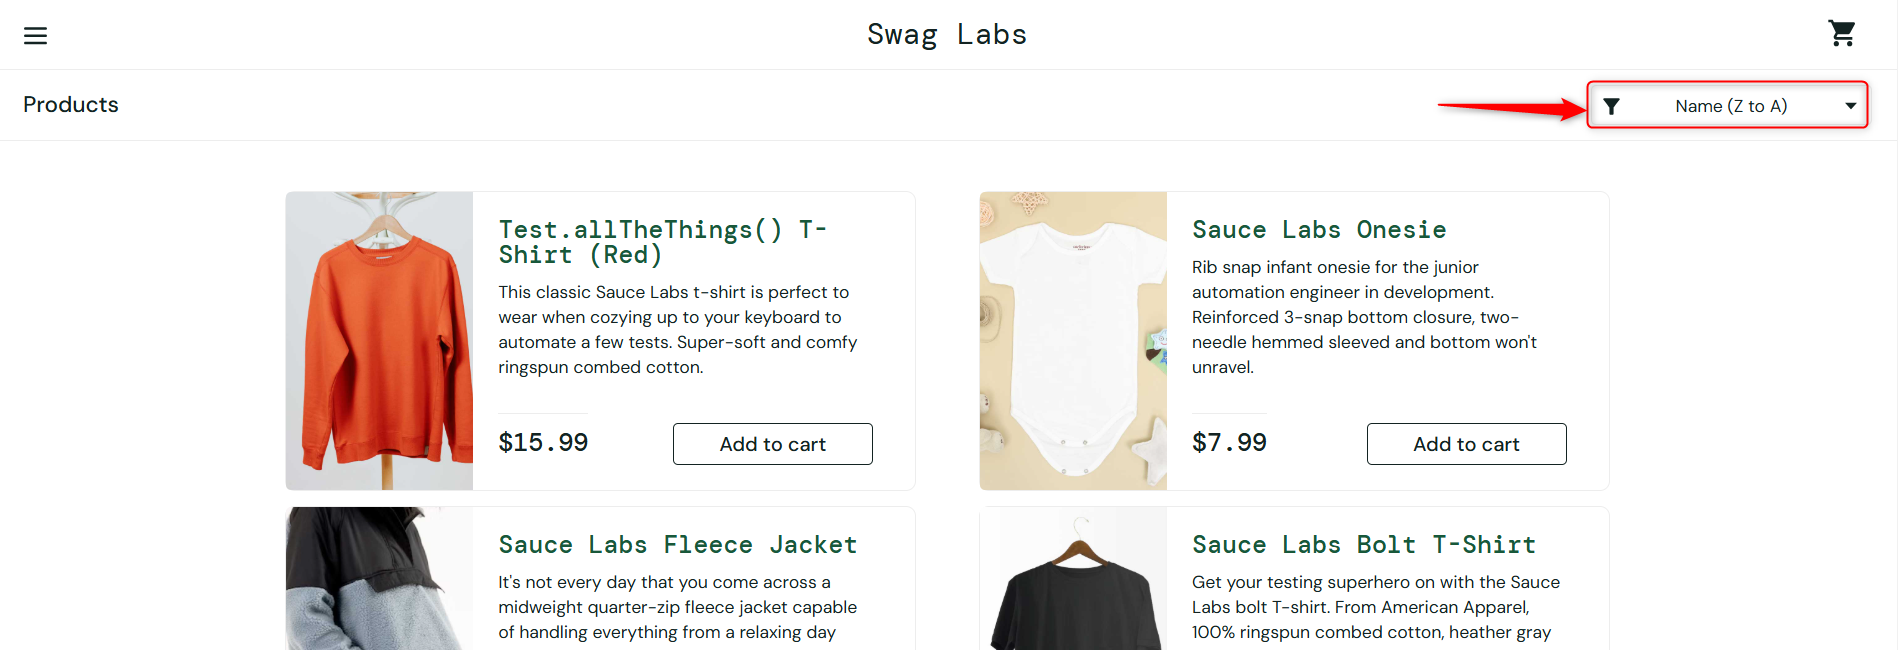 Swag Labs
Products
Name (Z to A)
Test.allTheThings() T-
Shirt (Red)
This classic Sauce Labs t-shirt is perfect to
wear when cozying up to your keyboard to
automate a few tests. Super-soft and comfy
ringspun combed cotton.
$15.99
Add to cart
Sauce Labs Onesie
Rib snap infant onesie for the junior
automation engineer in development.
Reinforced 3-snap bottom closure, two-
needle hemmed sleeved and bottom won't
unravel.
$7.99
Add to cart
Sauce Labs Fleece Jacket
It's not every day that you come across a
midweight quarter-zip fleece jacket capable
of handling everything from a relaxing day
Sauce Labs Bolt T-Shirt
Get your testing superhero on with the Sauce
Labs bolt T-shirt. From American Apparel,
100% ringspun combed cotton, heather gray